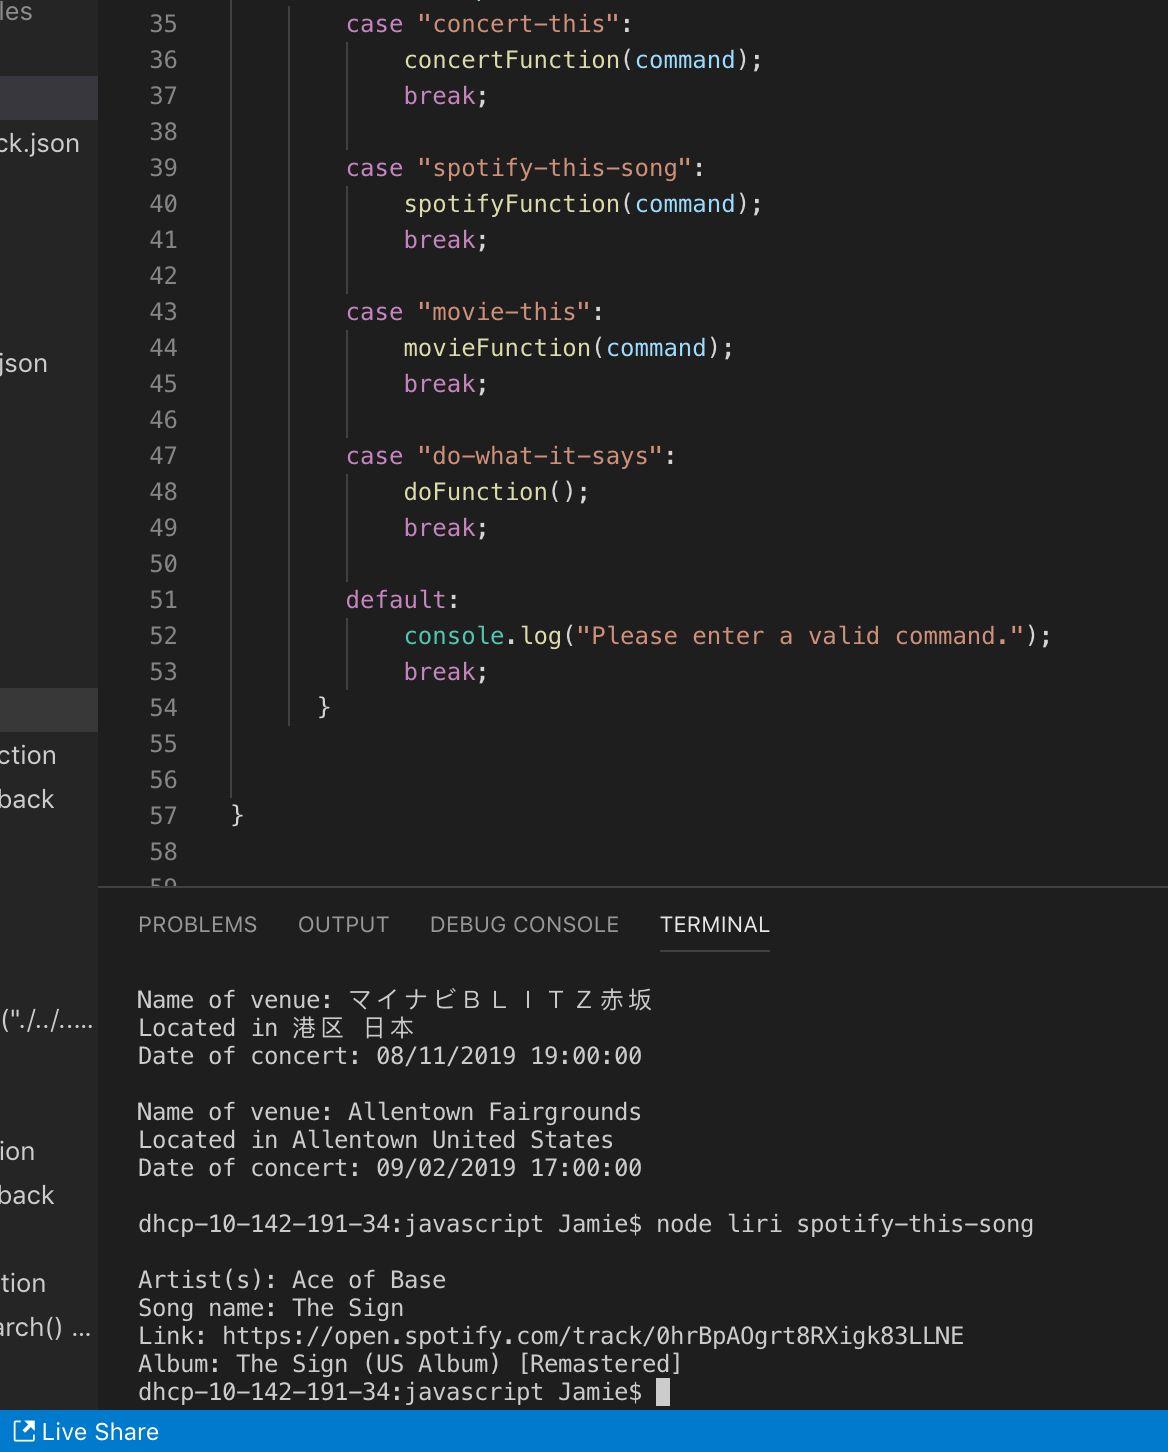 les
ck.json
json
ction
back
("./../.....
ion
back
tion
arch() ...
35 case "concert-this":
36 concertFunction(command);
37 break;
38
39 case "spotify-this-song":
40 spotifyFunction(command);
41 break;
42
43 case "movie-this":
44 movieFunction(command);
45 break;
46
47 case "do-what-it-says":
48 doFunction();
49 break;
50
51 default:
52 console.log("Please enter a valid command.");
53 break;
54 }
55
56
57 }
58
59
PROBLEMS OUTPUT DEBUG CONSOLE TERMINAL
Name of venue: マイナビＢＬＩＴＺ赤坂
Located in 港区 日本
Date of concert: 08/11/2019 19:00:00
Name of venue: Allentown Fairgrounds
Located in Allentown United States
Date of concert: 09/02/2019 17:00:00
dhcp-10-142-191-34:javascript Jamie$ node liri spotify-this-song
Artist(s): Ace of Base
Song name: The Sign
Link: https://open.spotify.com/track/0hrBpAOgrt8RXigk83LLNE
Album: The Sign (US Album) [Remastered]
dhcp-10-142-191-34:javascript Jamie$
Live Share